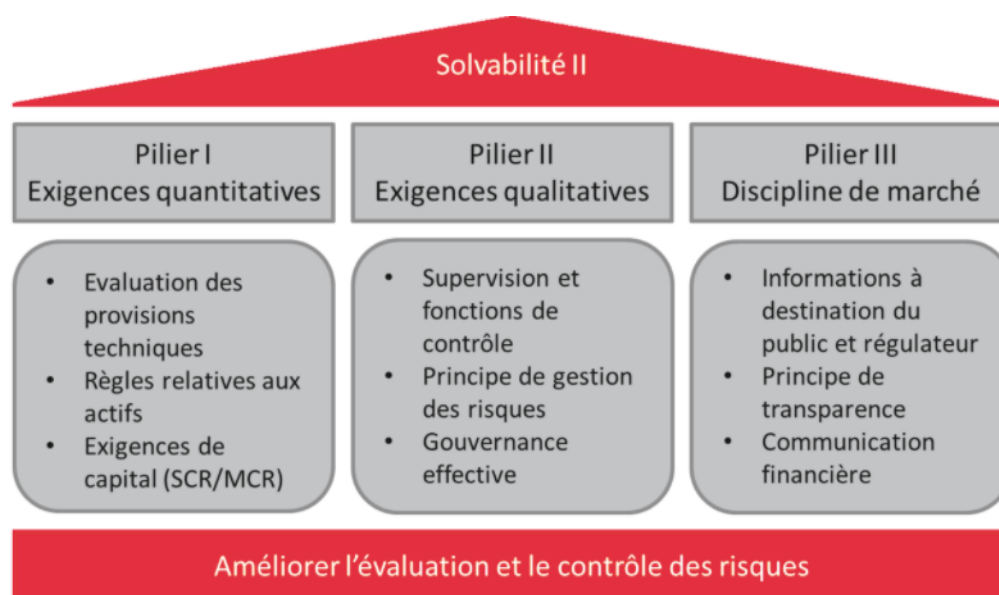 Solvabilité II
Pilier I
Exigences quantitatives
Pilier II
Exigences qualitatives
Pilier III
Discipline de marché
• Evaluation des
provisions
techniques
• Règles relatives aux
actifs
• Exigences de
capital (SCR/MCR)
• Supervision et
fonctions de
contrôle
• Principe de gestion
des risques
• Gouvernance
effective
• Informations à
destination du
public et régulateur
• Principe de
transparence
• Communication
financière
Améliorer l'évaluation et le contrôle des risques